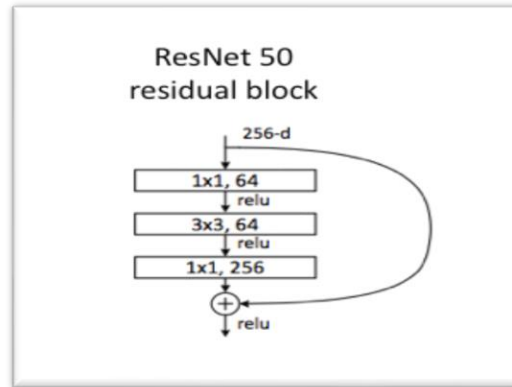 ResNet 50
residual block
256-d
1x1, 64
relu
3x3, 64
relu
1x1, 256
+
relu